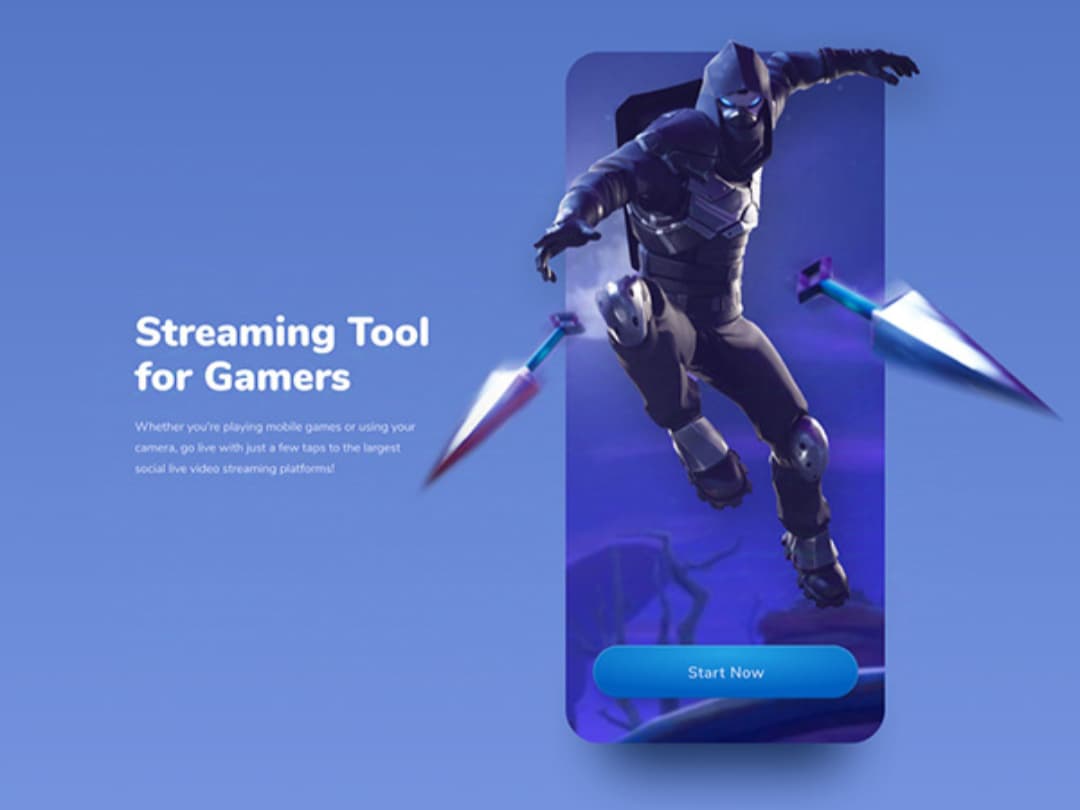 Streaming Tool
for Gamers
Whether you're playing mobile games or using your
camera, go live with just a few taps to the largest
social live video streaming platforms!
Start Now